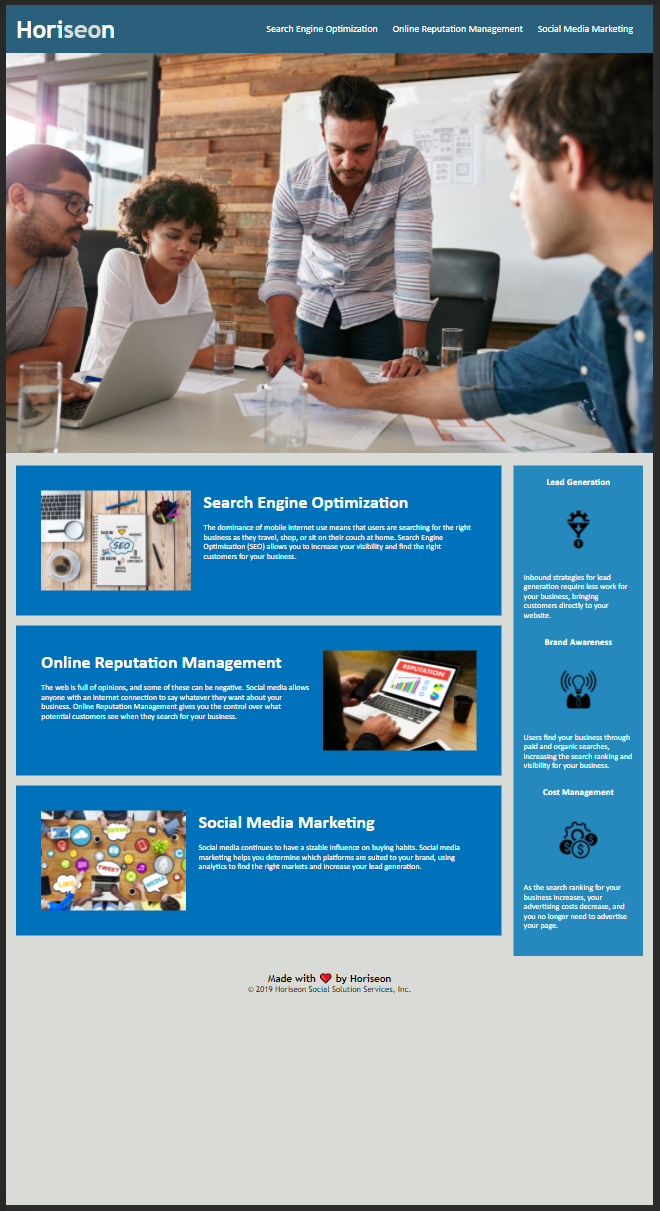 Horiseon
Search Engine Optimization
Online Reputation Management
Social Media Marketing
SEO
Search Engine Optimization
The dominance of mobile internet use means that users are searching for the right
business as they travel, shop, or sit on their couch at home. Search Engine
Optimization (SEO) allows you to increase your visibility and find the right
customers for your business.
Online Reputation Management
The web is full of opinions, and some of these can be negative. Social media allows
anyone with an internet connection to say whatever they want about your
business. Online Reputation Management gives you the control over what
potential customers see when they search for your business.
REPUTATION
TWEET
LIKE
MEDIA
Social Media Marketing
Social media continues to have a sizable influence on buying habits. Social media
marketing helps you determine which platforms are suited to your brand, using
analytics to find the right markets and increase your lead generation.
Lead Generation
Inbound strategies for lead
generation require less work for
your business, bringing
customers directly to your
website.
Brand Awareness
Users find your business through
paid and organic searches,
increasing the search ranking and
visibility for your business.
Cost Management
As the search ranking for your
business increases, your
advertising costs decrease, and
you no longer need to advertise
your page.
Made with ❤️ by Horiseon
© 2019 Horiseon Social Solution Services, Inc.